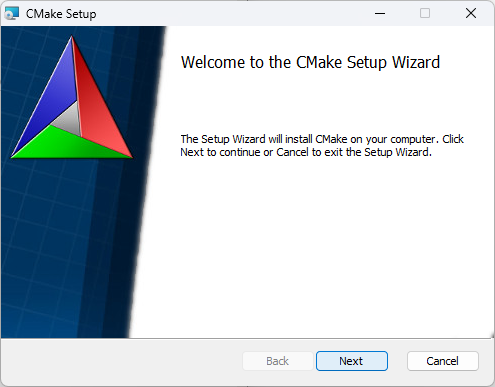 CMake Setup
Welcome to the CMake Setup Wizard
The Setup Wizard will install CMake on your computer. Click
Next to continue or Cancel to exit the Setup Wizard.
Back
Next
Cancel